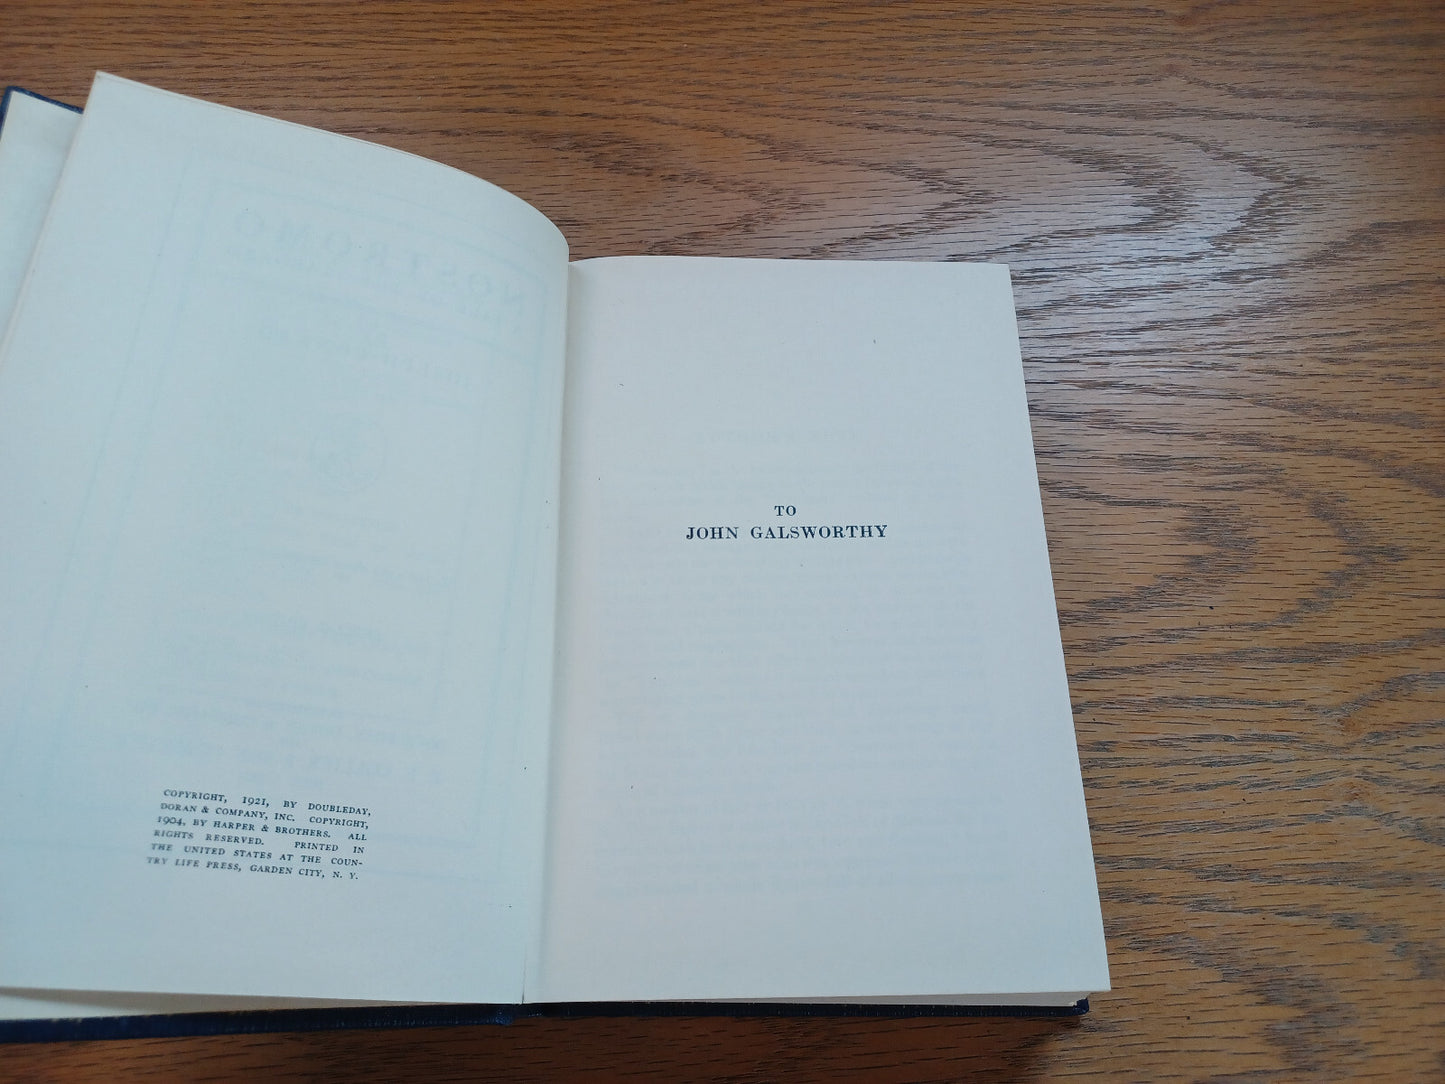 NOSTROMO
COPYRIGHT, 1921, BY DOUBLEDAY,
DORAN & COMPANY, INC. COPYRIGHT,
1904, BY HARPER & BROTHERS. ALL
RIGHTS RESERVED. PRINTED IN
THE UNITED STATES AT THE COUN-
TRY LIFE PRESS, GARDEN CITY, N. Y.
TO
JOHN GALSWORTHY